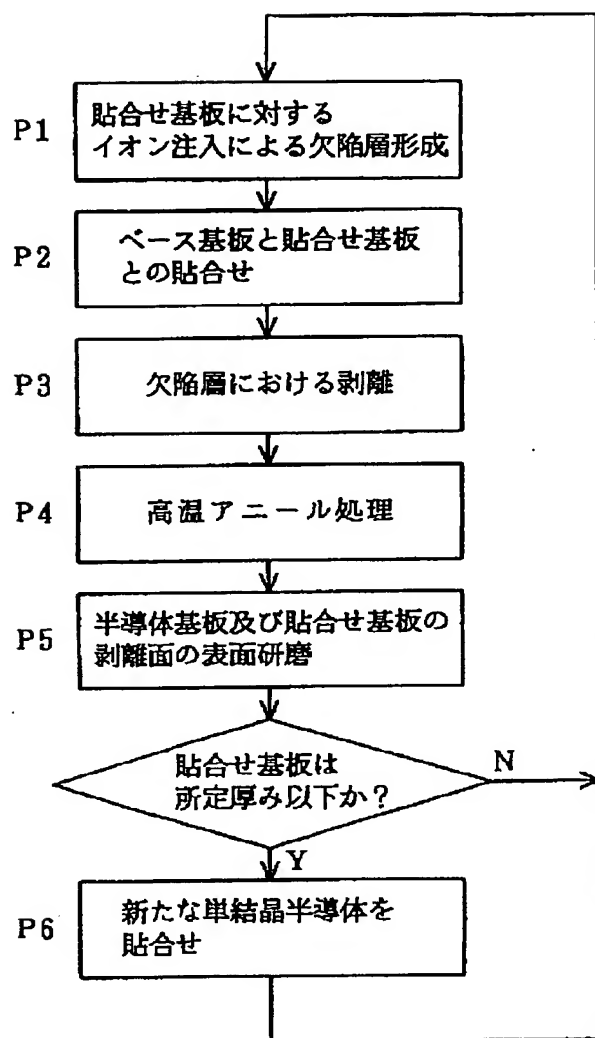 P1
貼合せ基板に対する
イオン注入による欠陥層形成
P2
ベース基板と貼合せ基板
との貼合せ
P3
欠陥層における剥離
P4
高温アニール処理
P5
半導体基板及び貼合せ基板の
剥離面の表面研磨
貼合せ基板は
所定厚み以下か？
N
Y
P6
新たな単結晶半導体を
貼合せ